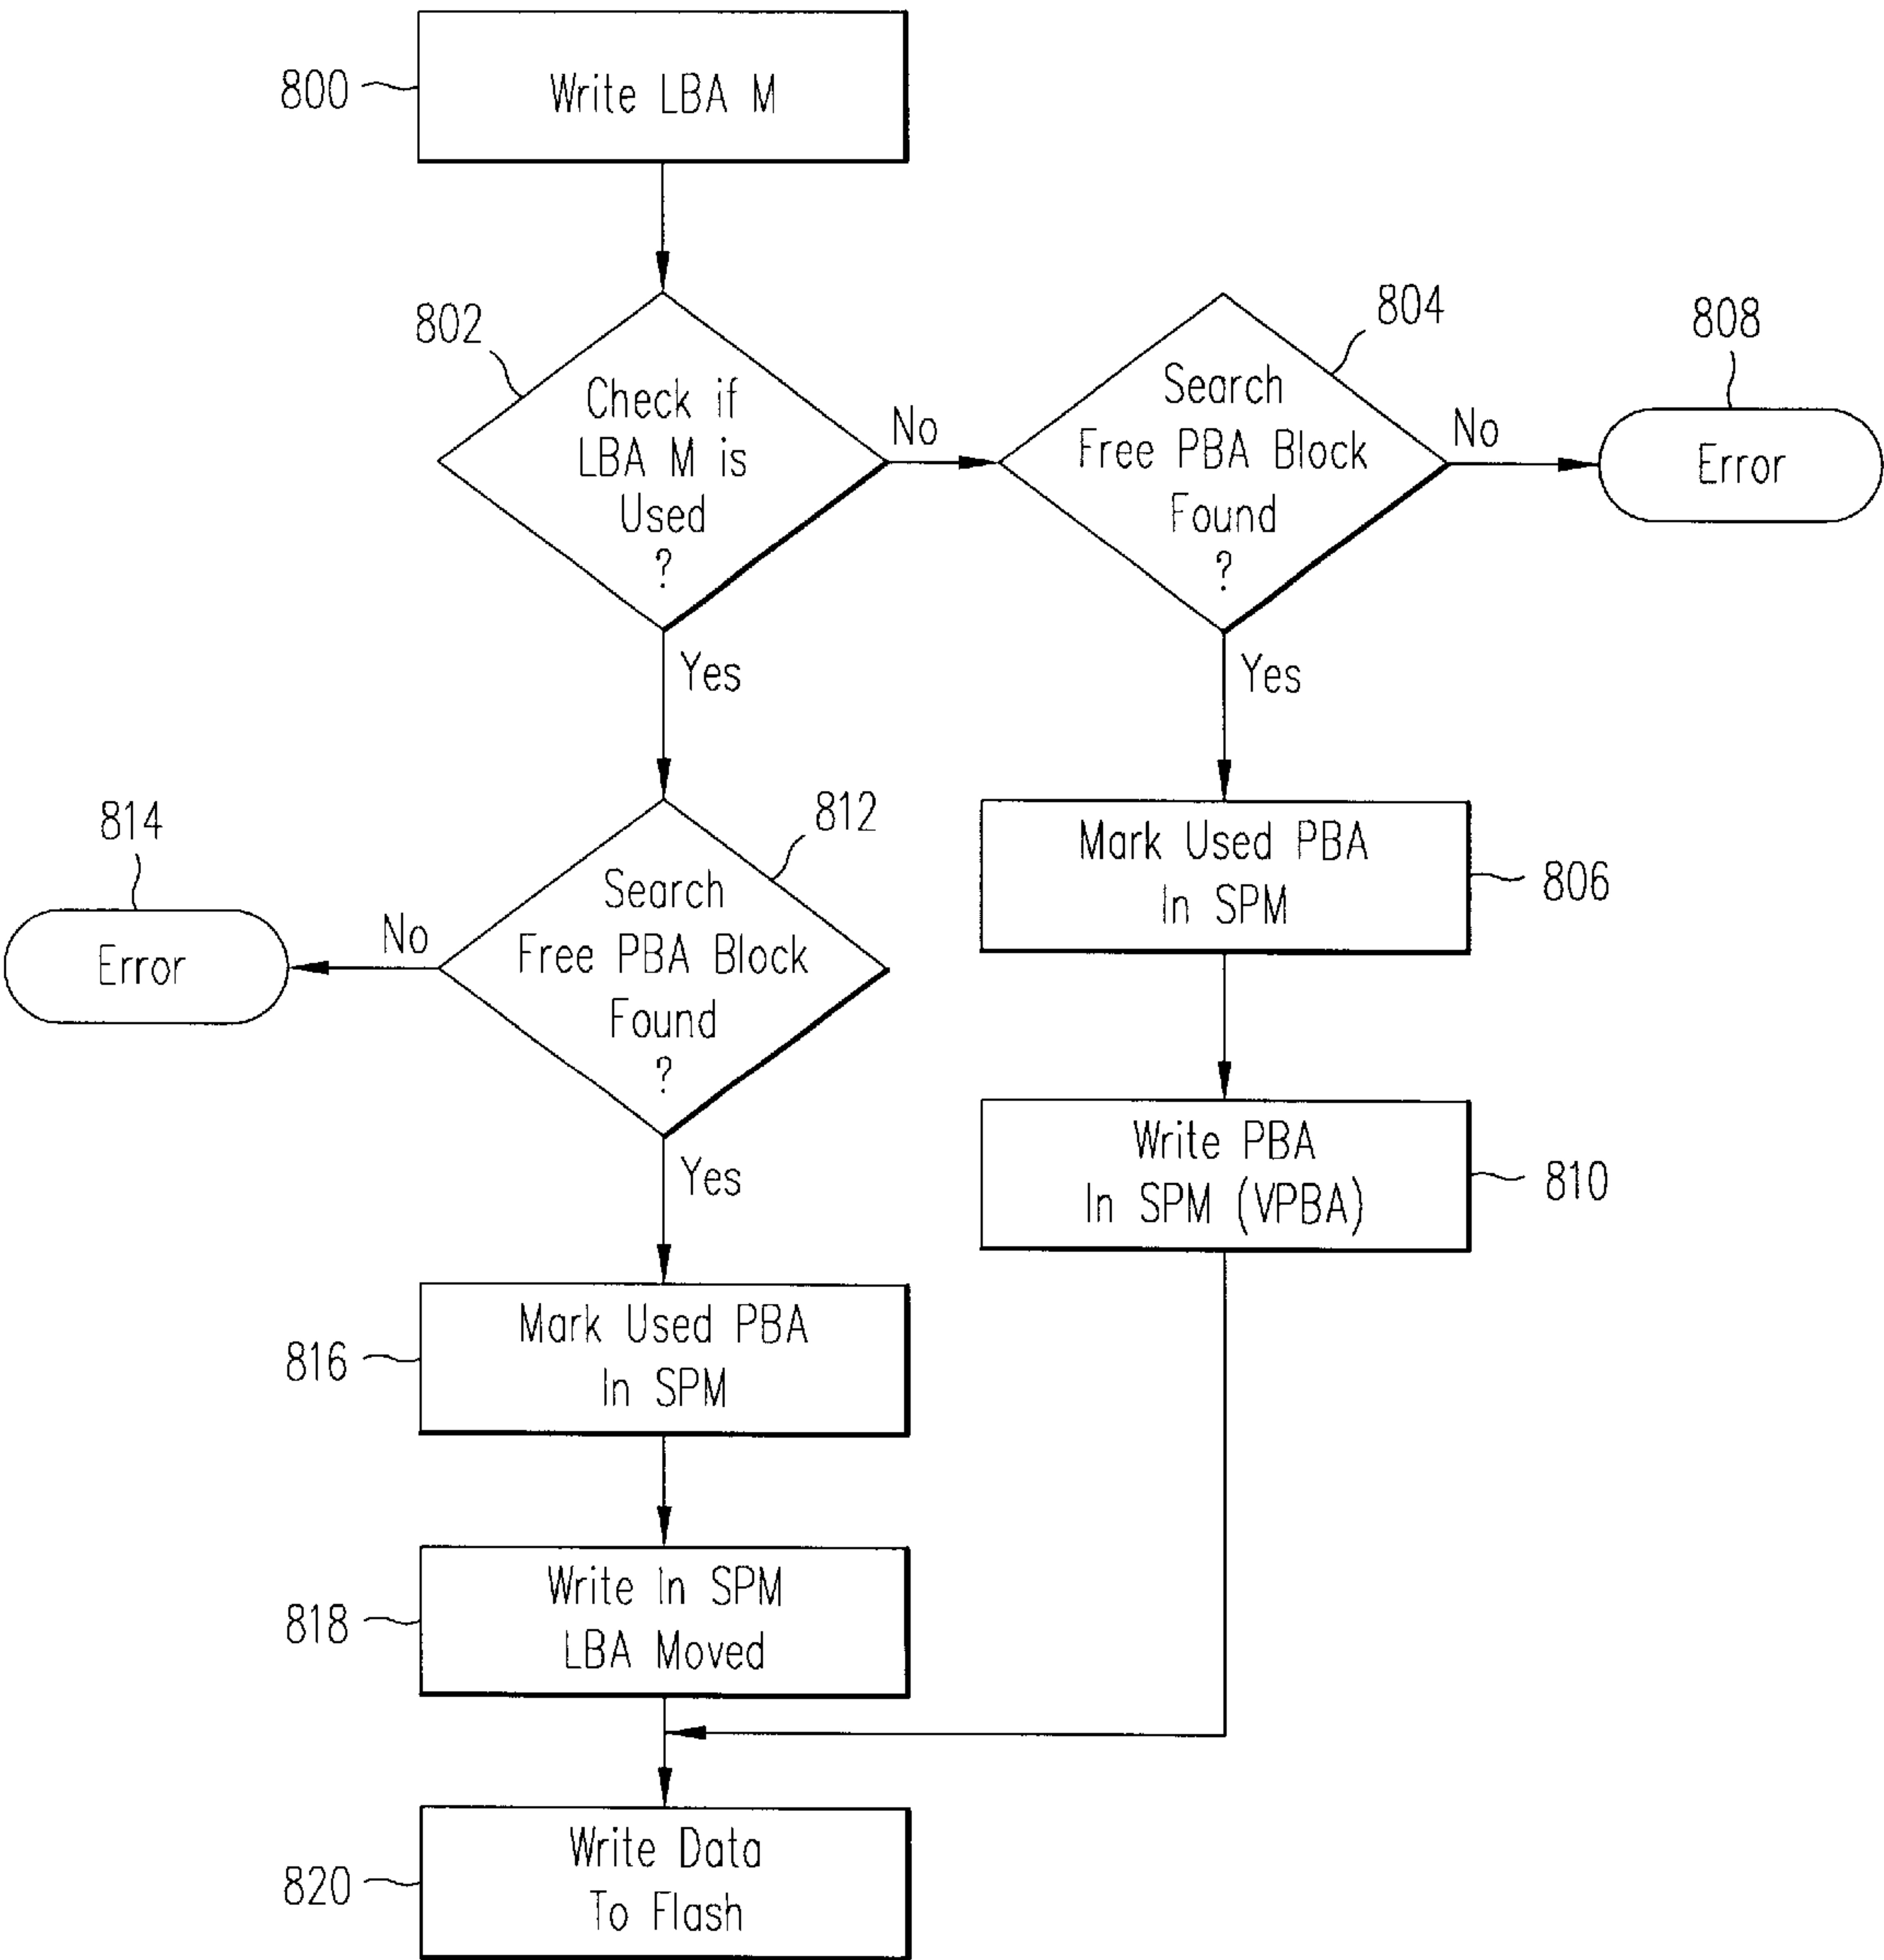 800
Write LBA M
802
Check if
LBA M is
Used
?
No
804
Search
Free PBA Block
Found
?
No
808
Error
Yes
Yes
814
Error
No
812
Search
Free PBA Block
Found
?
Mark Used PBA
In SPM
806
Yes
Write PBA
In SPM (VPBA)
810
816
Mark Used PBA
In SPM
818
Write In SPM
LBA Moved
820
Write Data
To Flash